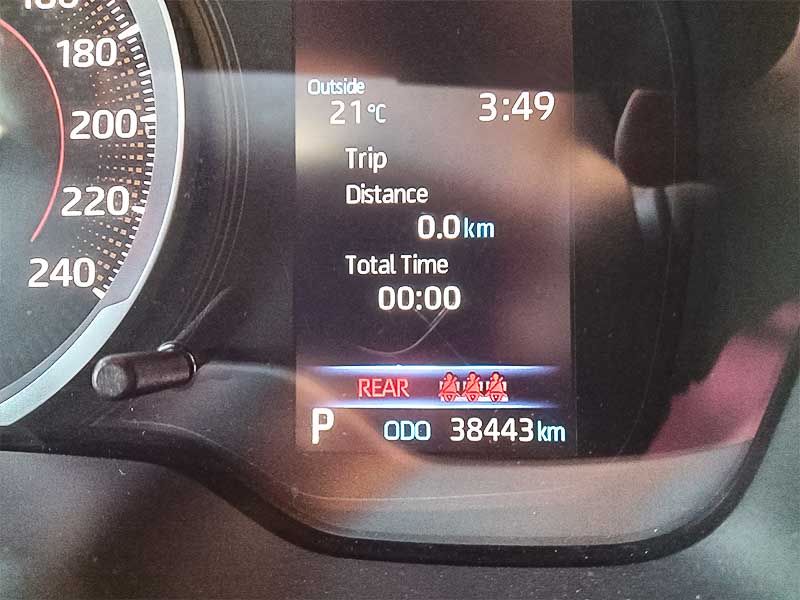 180
200
220
240
Outside
21°C
3:49
Trip
Distance
0.0km
Total Time
00:00
REAR
P ODO 38443km